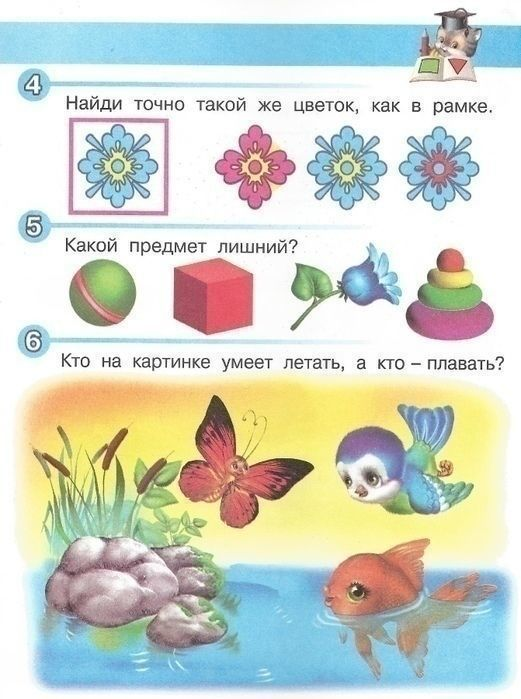 4
Найди точно такой же цветок, как в рамке.
5
Какой предмет лишний?
6
Кто на картинке умеет летать, а кто – плавать?